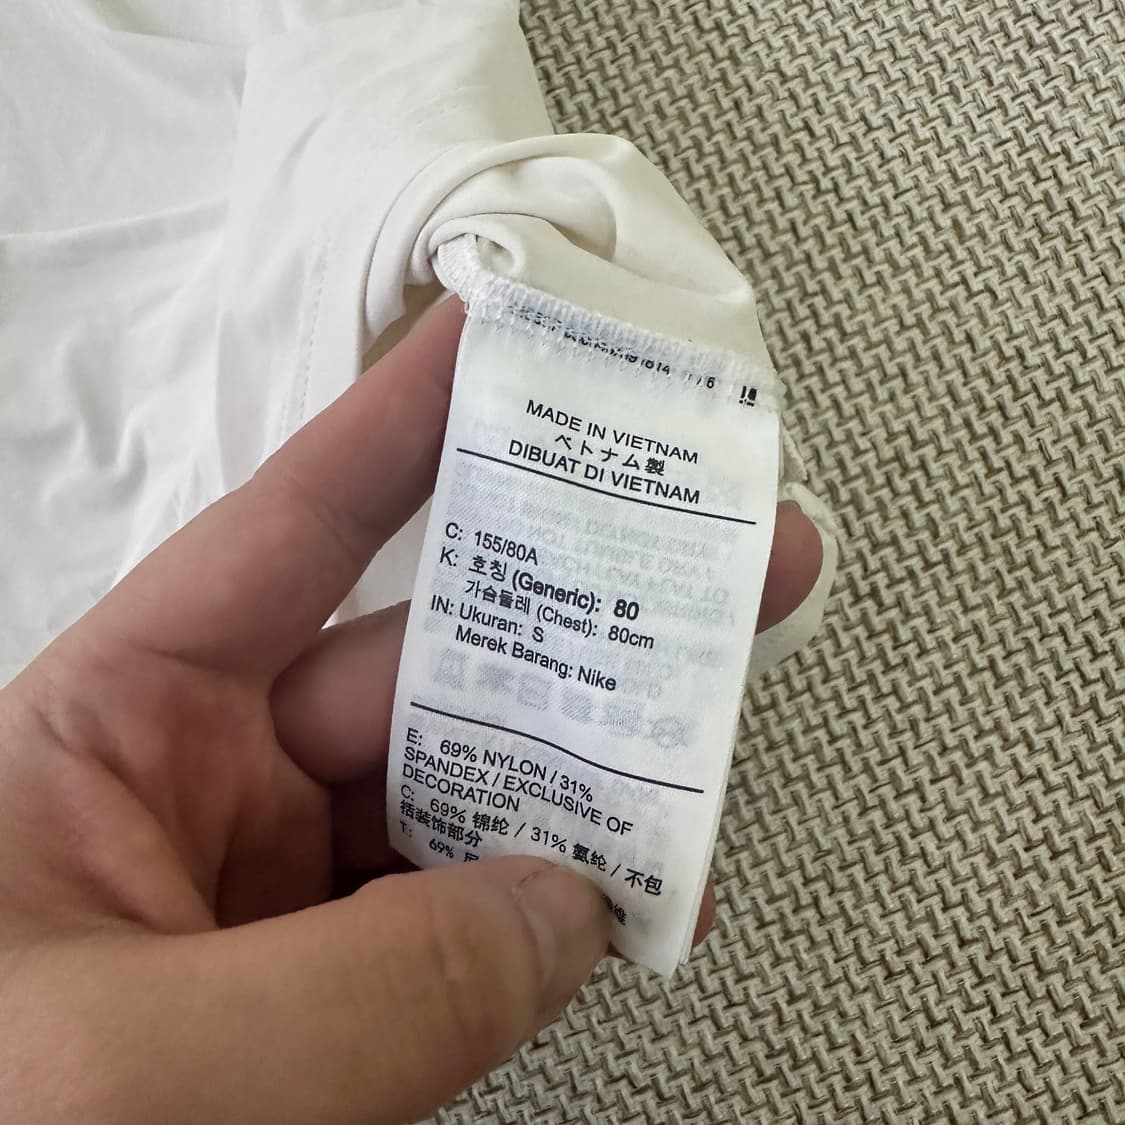 MADE IN VIETNAM
ベトナム製
DIBUAT DI VIETNAM
C: 155/80A
K: 호칭 (Generic): 80
가슴둘레 (Chest): 80cm
IN: Ukuran: S
Merek Barang: Nike
E: 69% NYLON / 31%
SPANDEX / EXCLUSIVE OF
DECORATION
C: 69% 锦纶 / 31% 氨纶 / 不包
括装饰部分
T: 69%